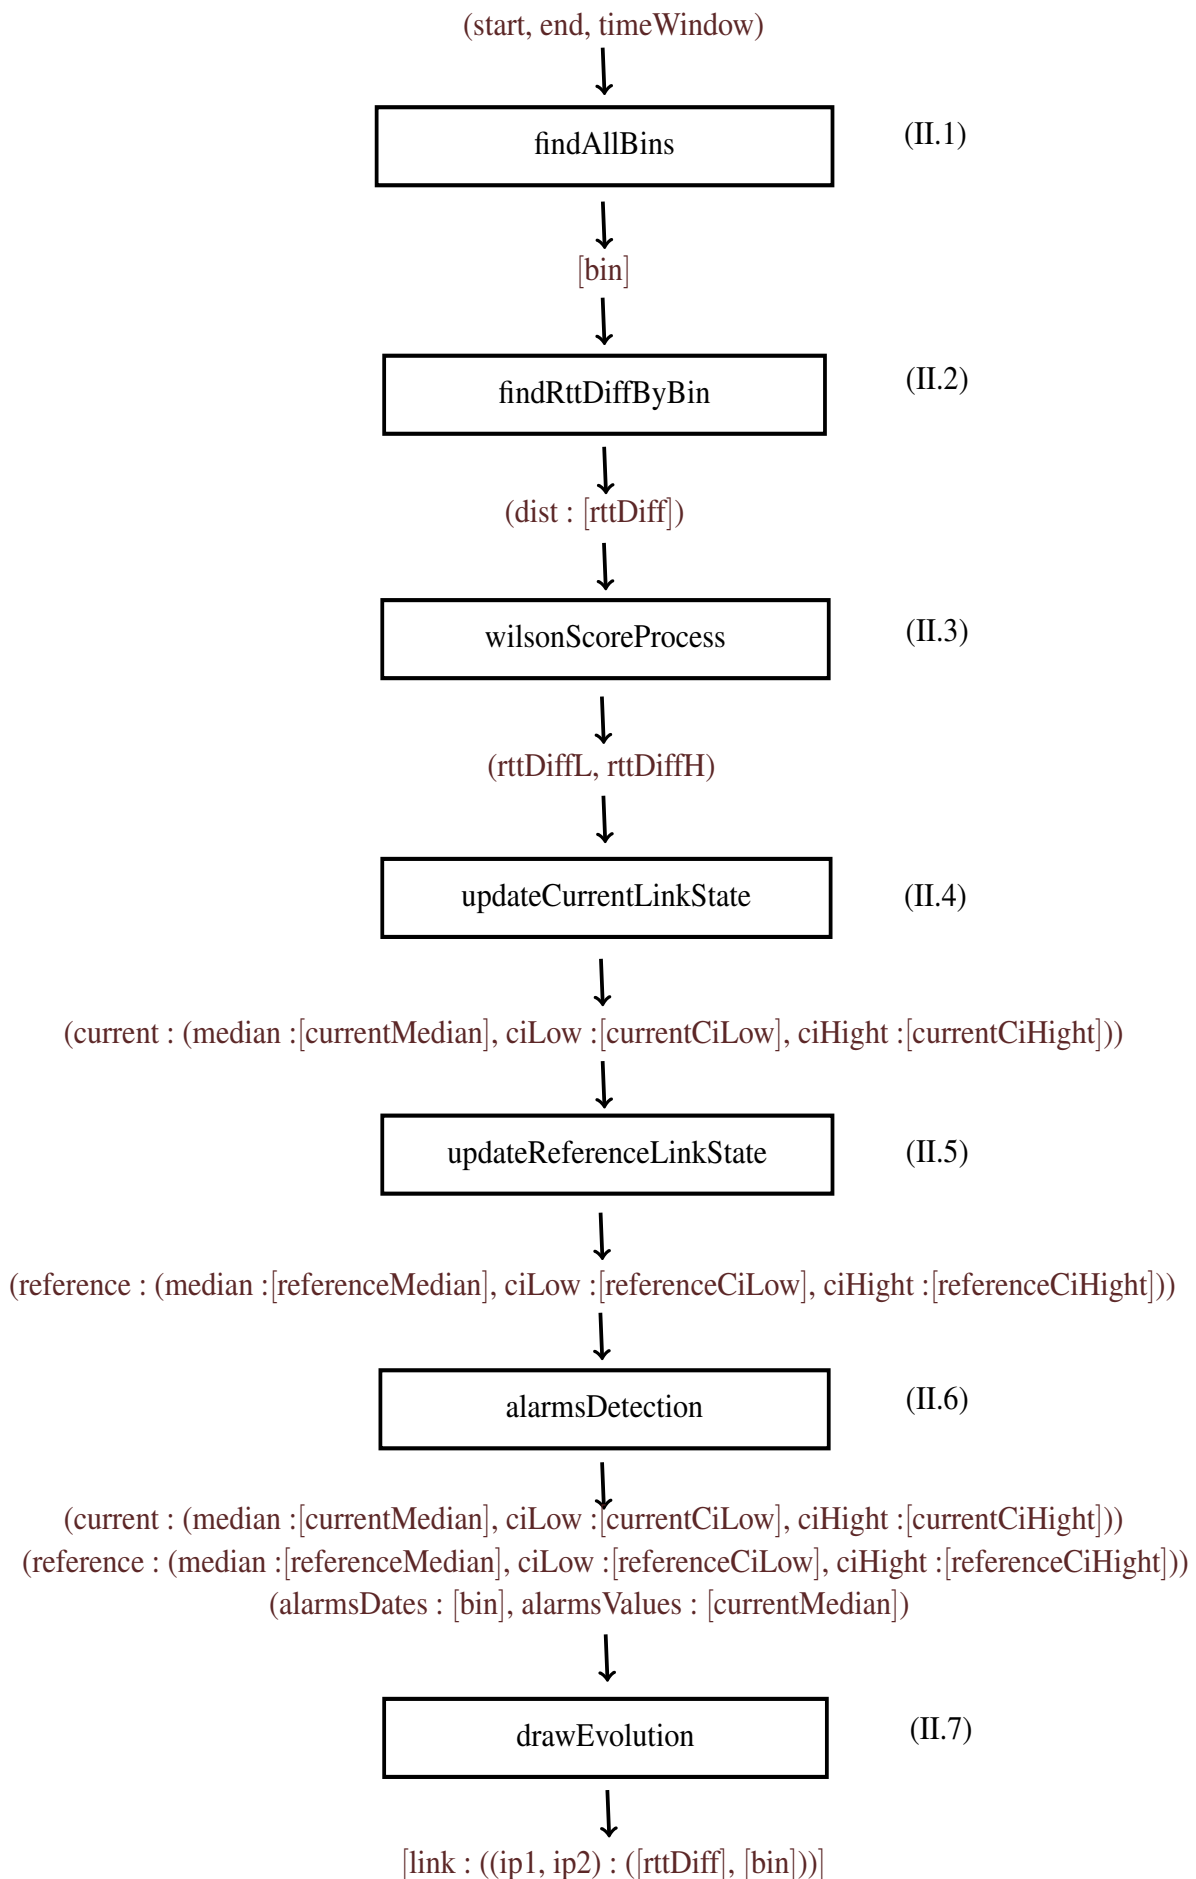 (start, end, timeWindow)
findAllBins (II.1)
[bin]
findRttDiffByBin (II.2)
(dist : [rttDiff])
wilsonScoreProcess (II.3)
(rttDiffL, rttDiffH)
updateCurrentLinkState (II.4)
(current : (median :[currentMedian], ciLow :[currentCiLow], ciHight :[currentCiHight]))
updateReferenceLinkState (II.5)
(reference : (median :[referenceMedian], ciLow :[referenceCiLow], ciHight :[referenceCiHight]))
alarmsDetection (II.6)
(current : (median :[currentMedian], ciLow :[currentCiLow], ciHight :[currentCiHight]))
(reference : (median :[referenceMedian], ciLow :[referenceCiLow], ciHight :[referenceCiHight]))
(alarmsDates : [bin], alarmsValues : [currentMedian])
drawEvolution (II.7)
[link : ((ip1, ip2) : ([rttDiff], [bin]))]